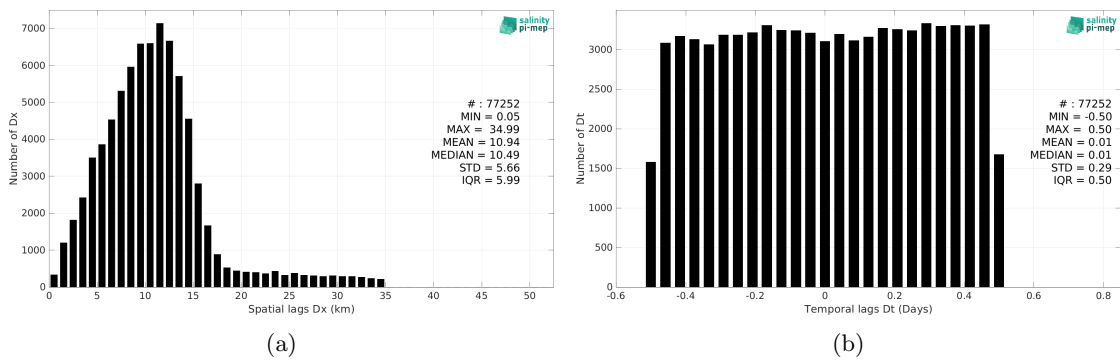 salinity
pi-mep
7000
6000
5000
4000
3000
2000
1000
0
Number of Dx
# : 77252
MIN = 0.05
MAX = 34.99
MEAN = 10.94
MEDIAN = 10.49
STD = 5.66
IQR = 5.99
0 5 10 15 20 25 30 35 40 45 50
Spatial lags Dx (km)
(a)
salinity
pi-mep
3000
2500
2000
1500
1000
500
0
Number of Dt
# : 77252
MIN = -0.50
MAX = 0.50
MEAN = 0.01
MEDIAN = 0.01
STD = 0.29
IQR = 0.50
-0.6 -0.4 -0.2 0 0.2 0.4 0.6 0.8
Temporal lags Dt (Days)
(b)